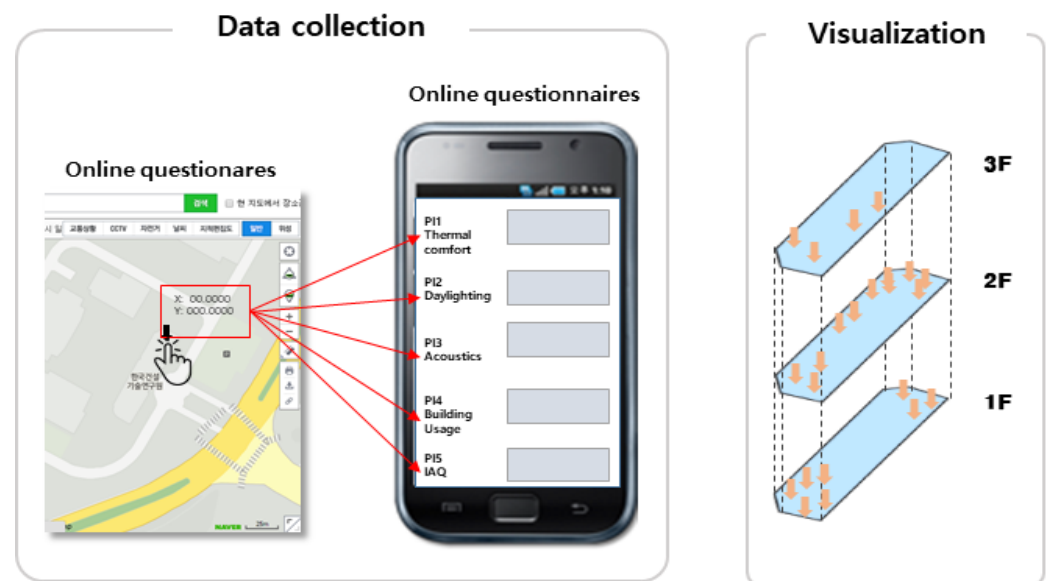 Data collection
Visualization
Online questionnaires
Online questionares
검색
현 지도에서 장소
교통상황 CCTV 자전거 날씨 지적편집도 일반 위성
X: 00.0000
Y: 000.0000
한국건설
기술연구원
NAVER 25m
1:10
PI1
Thermal
comfort
PI2
Daylighting
PI3
Acoustics
PI4
Building
Usage
PI5
IAQ
3F
2F
1F